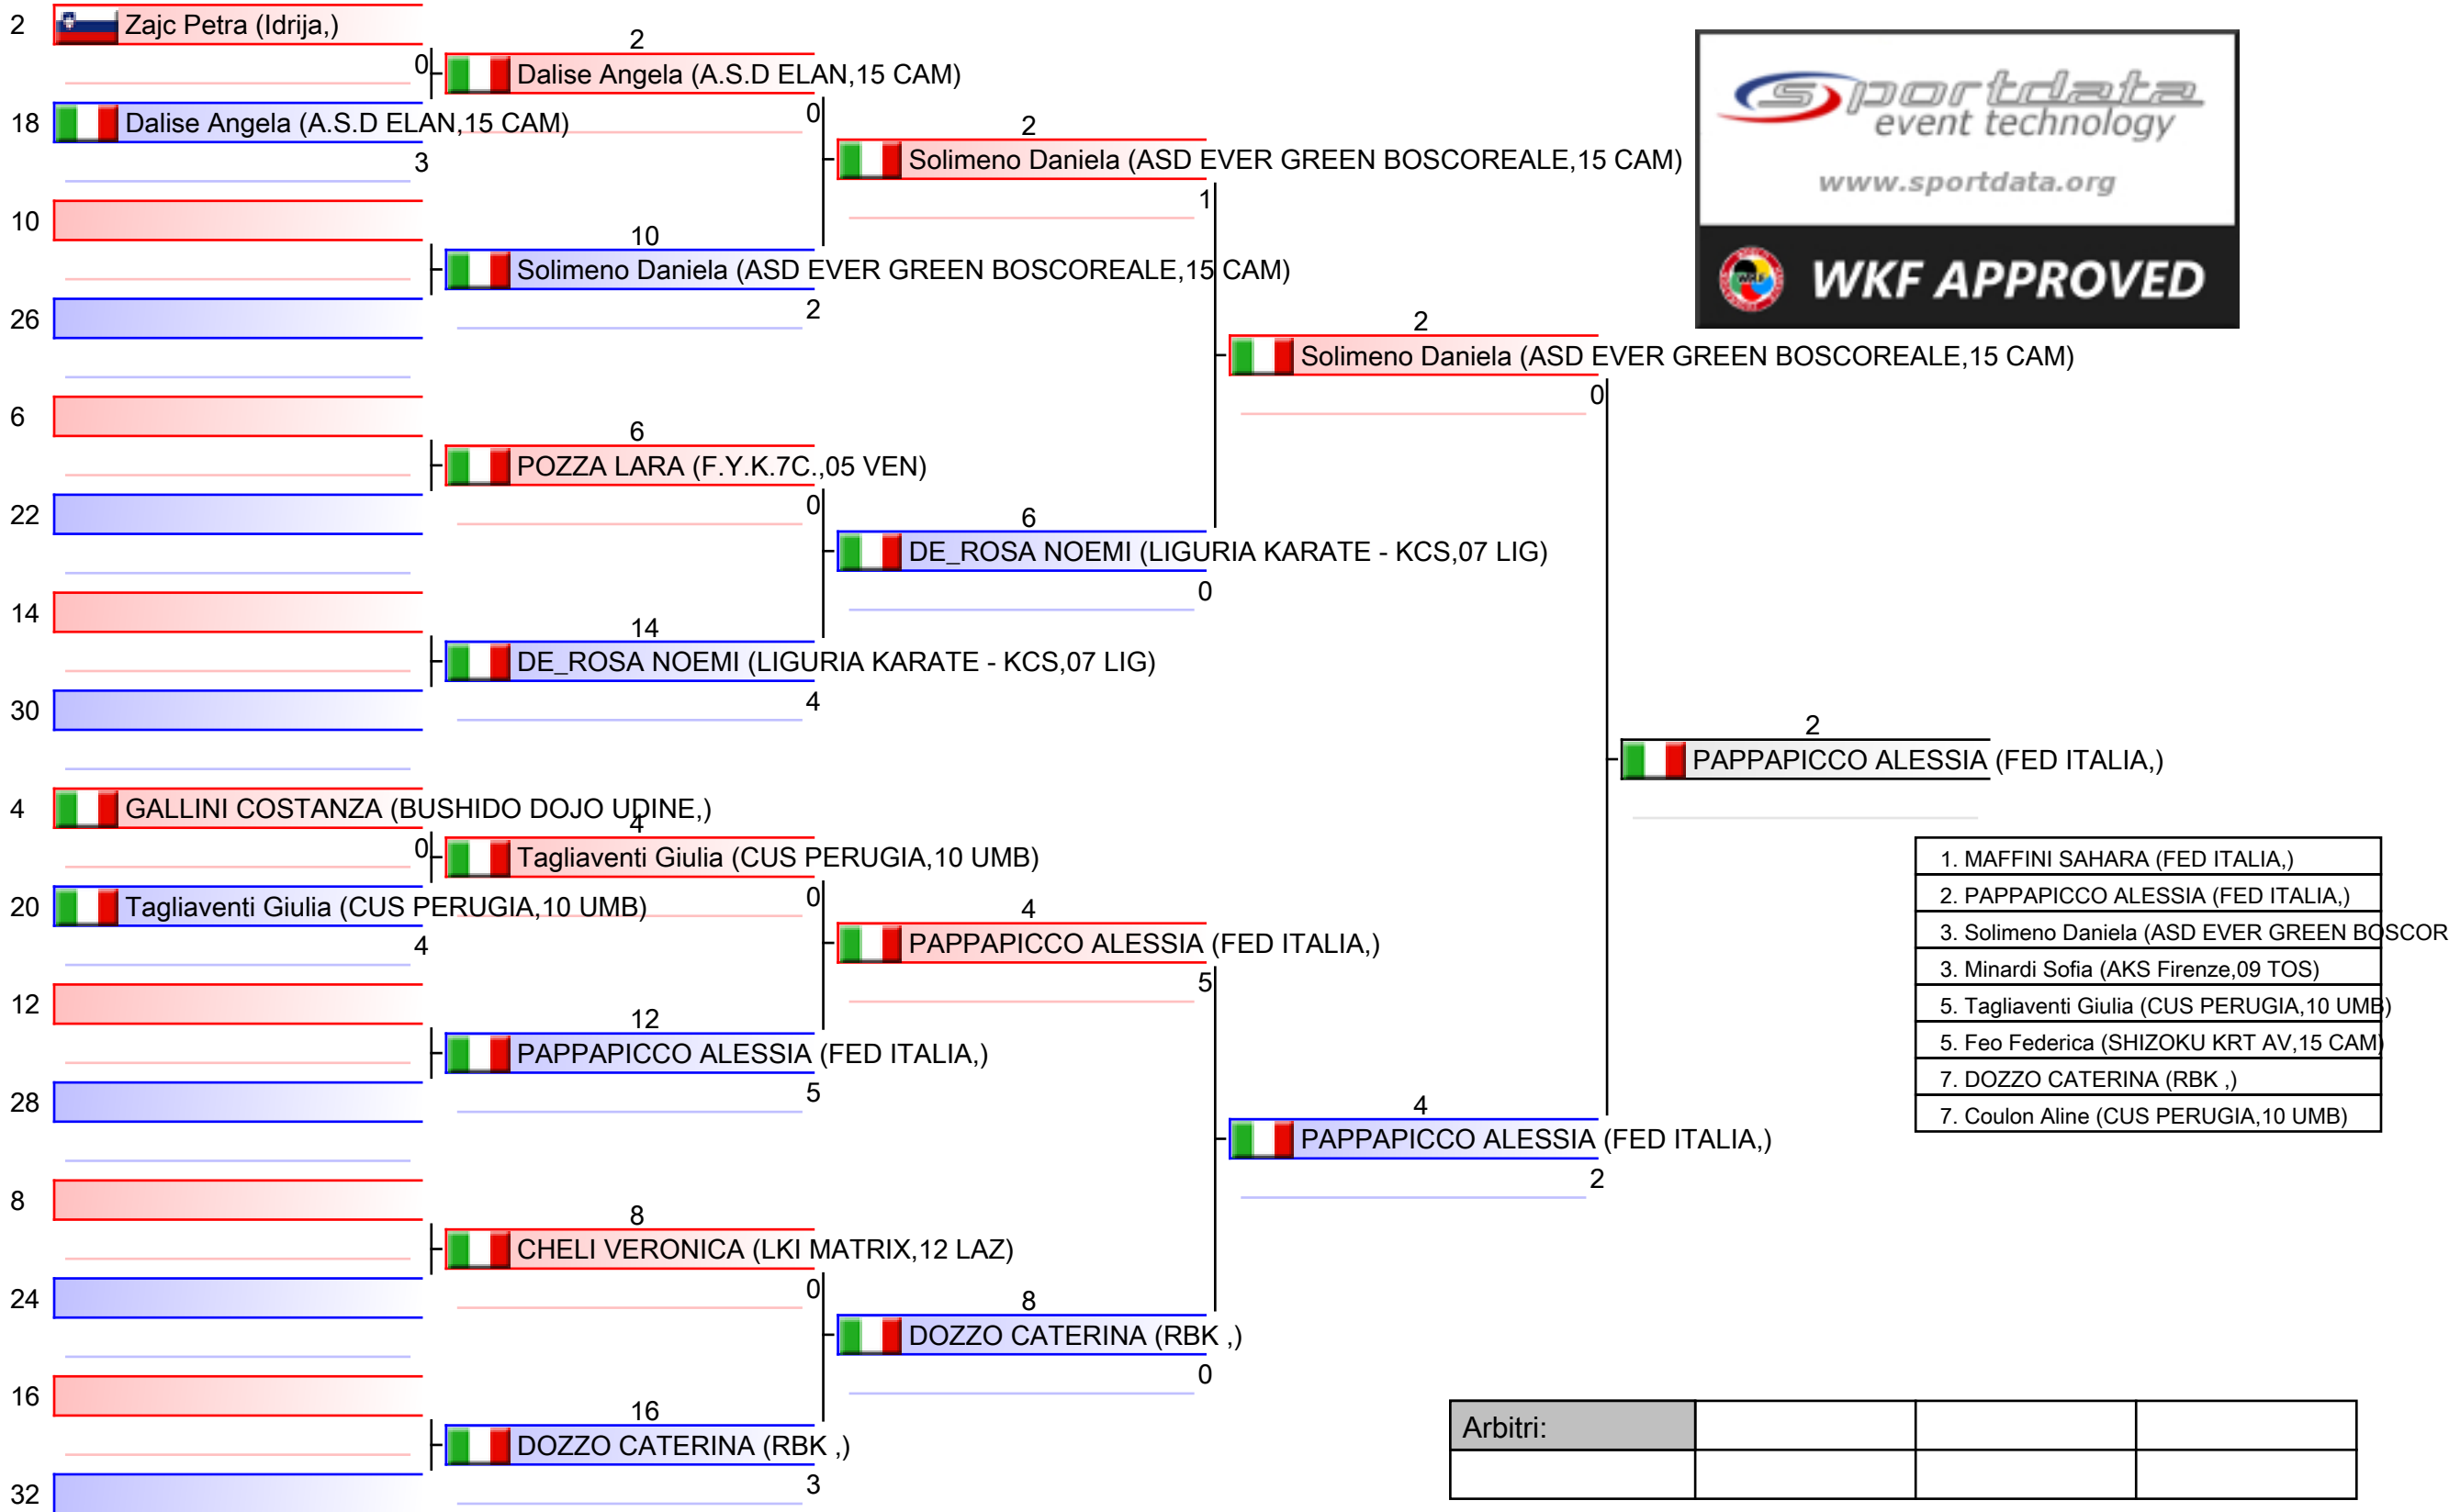 2
Zajc Petra (Idrija,)
0
18
Dalise Angela (A.S.D ELAN,15 CAM)
3
10
26
6
22
14
30
4
GALLINI COSTANZA (BUSHIDO DOJO UDINE,)
0
20
Tagliaventi Giulia (CUS PERUGIA,10 UMB)
4
12
28
8
24
16
32
2
Dalise Angela (A.S.D ELAN,15 CAM)
0
10
Solimeno Daniela (ASD EVER GREEN BOSCOREALE,15 CAM)
2
6
POZZA LARA (F.Y.K.7C.,05 VEN)
0
14
DE_ROSA NOEMI (LIGURIA KARATE - KCS,07 LIG)
4
4
Tagliaventi Giulia (CUS PERUGIA,10 UMB)
0
12
PAPPAPICCO ALESSIA (FED ITALIA,)
5
8
CHELI VERONICA (LKI MATRIX,12 LAZ)
0
16
DOZZO CATERINA (RBK ,)
3
2
Solimeno Daniela (ASD EVER GREEN BOSCOREALE,15 CAM)
1
6
DE_ROSA NOEMI (LIGURIA KARATE - KCS,07 LIG)
0
4
PAPPAPICCO ALESSIA (FED ITALIA,)
5
8
DOZZO CATERINA (RBK ,)
0
2
Solimeno Daniela (ASD EVER GREEN BOSCOREALE,15 CAM)
0
4
PAPPAPICCO ALESSIA (FED ITALIA,)
2
2
PAPPAPICCO ALESSIA (FED ITALIA,)
sportdata
event technology
www.sportdata.org
WKF
WKF APPROVED
1. MAFFINI SAHARA (FED ITALIA,)
2. PAPPAPICCO ALESSIA (FED ITALIA,)
3. Solimeno Daniela (ASD EVER GREEN BOSCOR
3. Minardi Sofia (AKS Firenze,09 TOS)
5. Tagliaventi Giulia (CUS PERUGIA,10 UMB)
5. Feo Federica (SHIZOKU KRT AV,15 CAM)
7. DOZZO CATERINA (RBK ,)
7. Coulon Aline (CUS PERUGIA,10 UMB)
Arbitri: